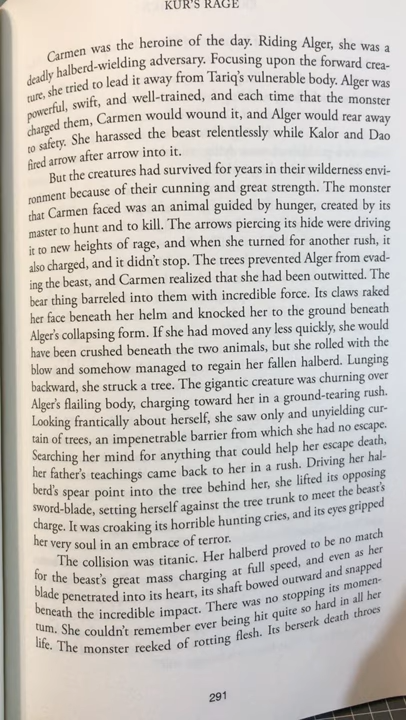 KUR'S RAGE
Carmen was the heroine of the day. Riding Alger, she was a
deadly halberd-wielding adversary. Focusing upon the forward crea-
ture, she tried to lead it away from Tariq's vulnerable body. Alger was
powerful, swift, and well-trained, and each time that the monster
charged them, Carmen would wound it, and Alger would rear away
to safety. She harassed the beast relentlessly while Kalor and Dao
fired arrow after arrow into it.
But the creatures had survived for years in their wilderness envi-
ronment because of their cunning and great strength. The monster
that Carmen faced was an animal guided by hunger, created by its
master to hunt and to kill. The arrows piercing its hide were driving
it to new heights of rage, and when she turned for another rush, it
also charged, and it didn't stop. The trees prevented Alger from evad-
ing the beast, and Carmen realized that she had been outwitted. The
bear thing barreled into them with incredible force. Its claws raked
her face beneath her helm and knocked her to the ground beneath
Alger's collapsing form. If she had moved any less quickly, she would
have been crushed beneath the two animals, but she rolled with the
blow and somehow managed to regain her fallen halberd. Lunging
backward, she struck a tree. The gigantic creature was churning over
Alger's flailing body, charging toward her in a ground-tearing rush.
Looking frantically about herself, she saw only and unyielding cur-
tain of trees, an impenetrable barrier from which she had no escape.
Searching her mind for anything that could help her escape death,
her father's teachings came back to her in a rush. Driving her hal-
berd's spear point into the tree behind her, she lifted its opposing
sword-blade, setting herself against the tree trunk to meet the beast's
charge. It was croaking its horrible hunting cries, and its eyes gripped
her very soul in an embrace of terror.
The collision was titanic. Her halberd proved to be no match
for the beast's great mass charging at full speed, and even as her
blade penetrated into its heart, its shaft bowed outward and snapped
beneath the incredible impact. There was no stopping its momen-
tum. She couldn't remember ever being hit quite so hard in all her
life. The monster reeked of rotting flesh. Its berserk death throes
291